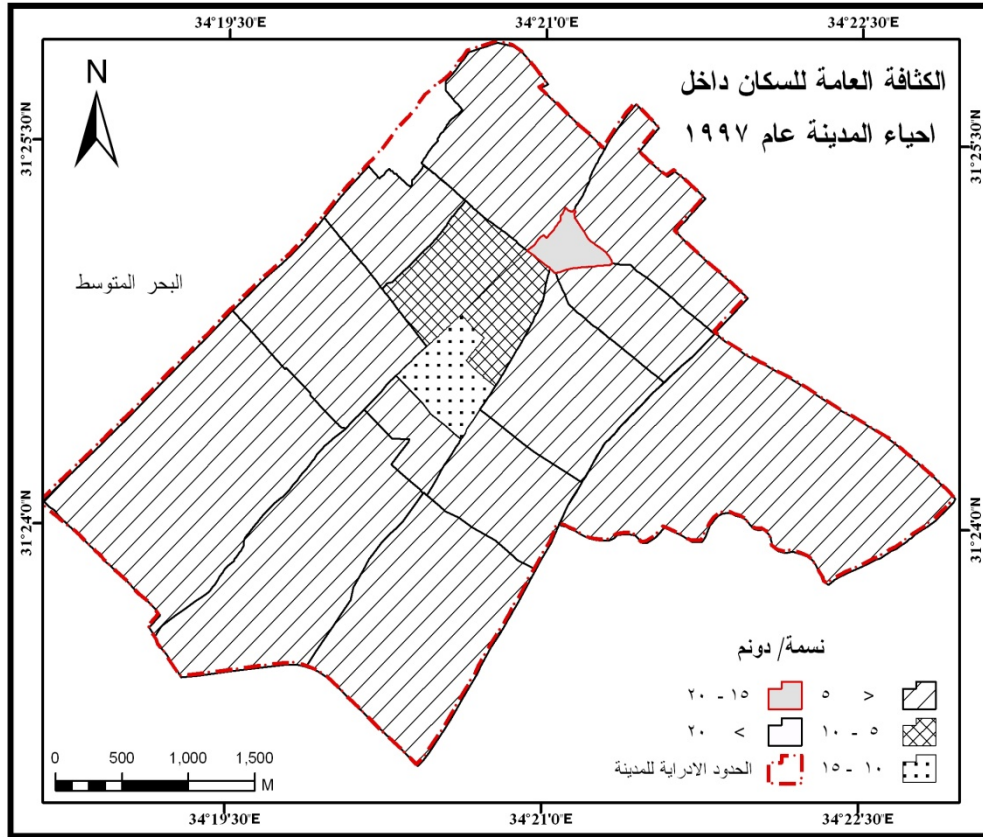 34°19'30"E 34°21'0"E 34°22'30"E
N
الكثافة العامة للسكان داخل
احياء المدينة عام ١٩٩٧
31°25'30"N 31°25'30"N
البحر المتوسط
31°24'0"N 31°24'0"N
نسمة/ دونم
< ٥
١٥ - ٢٠
٥ - ١٠
> ٢٠
١٠ - ١٥
الحدود الادراية للمدينة
0 500 1,000 1,500
M
34°19'30"E 34°21'0"E 34°22'30"E